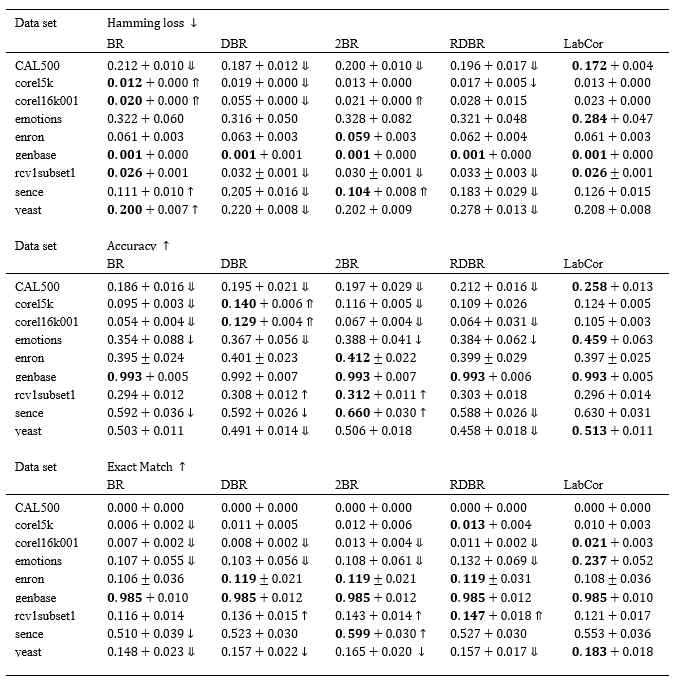 Data set Hamming loss ↓
BR DBR 2BR RDBR LabCor
CAL500 0.212 + 0.010 ⇓ 0.187 + 0.012 ⇓ 0.200 + 0.010 ⇓ 0.196 + 0.017 ⇓ 0.172 + 0.004
corel5k 0.012 + 0.000 ⇑ 0.019 + 0.000 ⇓ 0.013 + 0.000 0.017 + 0.005 ↓ 0.013 + 0.000
corel16k001 0.020 + 0.000 ⇑ 0.055 + 0.000 ⇓ 0.021 + 0.000 ⇑ 0.028 + 0.015 0.023 + 0.000
emotions 0.322 + 0.060 0.316 + 0.050 0.328 + 0.082 0.321 + 0.048 0.284 + 0.047
enron 0.061 + 0.003 0.063 + 0.003 0.059 + 0.003 0.062 + 0.004 0.061 + 0.003
genbase 0.001 + 0.000 0.001 + 0.001 0.001 + 0.000 0.001 + 0.000 0.001 + 0.000
rcv1subset1 0.026 + 0.001 0.032 ± 0.001 ⇓ 0.030 ± 0.001 ⇓ 0.033 ± 0.003 ⇓ 0.026 ± 0.001
sence 0.111 + 0.010 ↑ 0.205 + 0.016 ⇓ 0.104 + 0.008 ⇑ 0.183 + 0.029 ⇓ 0.126 + 0.015
yeast 0.200 + 0.007 ↑ 0.220 + 0.008 ⇓ 0.202 + 0.009 0.278 + 0.013 ⇓ 0.208 + 0.008
Data set Accuracy ↑
BR DBR 2BR RDBR LabCor
CAL500 0.186 + 0.016 ⇓ 0.195 + 0.021 ⇓ 0.197 + 0.029 ⇓ 0.212 + 0.016 ⇓ 0.258 + 0.013
corel5k 0.095 + 0.003 ⇓ 0.140 + 0.006 ⇑ 0.116 + 0.005 ⇓ 0.109 + 0.026 0.124 + 0.005
corel16k001 0.054 + 0.004 ⇓ 0.129 + 0.004 ⇑ 0.067 + 0.004 ⇓ 0.064 + 0.031 ⇓ 0.105 + 0.003
emotions 0.354 + 0.088 ↓ 0.367 + 0.056 ⇓ 0.388 + 0.041 ↓ 0.384 + 0.062 ↓ 0.459 + 0.063
enron 0.395 ± 0.024 0.401 ± 0.023 0.412 ± 0.022 0.399 ± 0.029 0.397 ± 0.025
genbase 0.993 + 0.005 0.992 + 0.007 0.993 + 0.007 0.993 + 0.006 0.993 + 0.005
rcv1subset1 0.294 + 0.012 0.308 + 0.012 ↑ 0.312 + 0.011 ↑ 0.303 + 0.018 0.296 + 0.014
sence 0.592 + 0.036 ↓ 0.592 + 0.026 ↓ 0.660 + 0.030 ↑ 0.588 + 0.026 ⇓ 0.630 + 0.031
yeast 0.503 + 0.011 0.491 + 0.014 ⇓ 0.506 + 0.018 0.458 + 0.018 ⇓ 0.513 + 0.011
Data set Exact Match ↑
BR DBR 2BR RDBR LabCor
CAL500 0.000 + 0.000 0.000 + 0.000 0.000 + 0.000 0.000 + 0.000 0.000 + 0.000
corel5k 0.006 + 0.002 ⇓ 0.011 + 0.005 0.012 + 0.006 0.013 + 0.004 0.010 + 0.003
corel16k001 0.007 + 0.002 ⇓ 0.008 + 0.002 ⇓ 0.013 + 0.004 ⇓ 0.011 + 0.002 ⇓ 0.021 + 0.003
emotions 0.107 + 0.055 ⇓ 0.103 + 0.056 ⇓ 0.108 + 0.061 ⇓ 0.132 + 0.069 ⇓ 0.237 + 0.052
enron 0.106 ± 0.036 0.119 ± 0.021 0.119 ± 0.021 0.119 ± 0.031 0.108 ± 0.036
genbase 0.985 + 0.010 0.985 + 0.012 0.985 + 0.012 0.985 + 0.012 0.985 + 0.010
rcv1subset1 0.116 + 0.014 0.136 + 0.015 ↑ 0.143 + 0.014 ↑ 0.147 + 0.018 ⇑ 0.121 + 0.017
sence 0.510 + 0.039 ↓ 0.523 + 0.030 0.599 + 0.030 ↑ 0.527 + 0.030 0.553 + 0.036
yeast 0.148 + 0.023 ⇓ 0.157 + 0.022 ↓ 0.165 + 0.020 ↓ 0.157 + 0.017 ⇓ 0.183 + 0.018